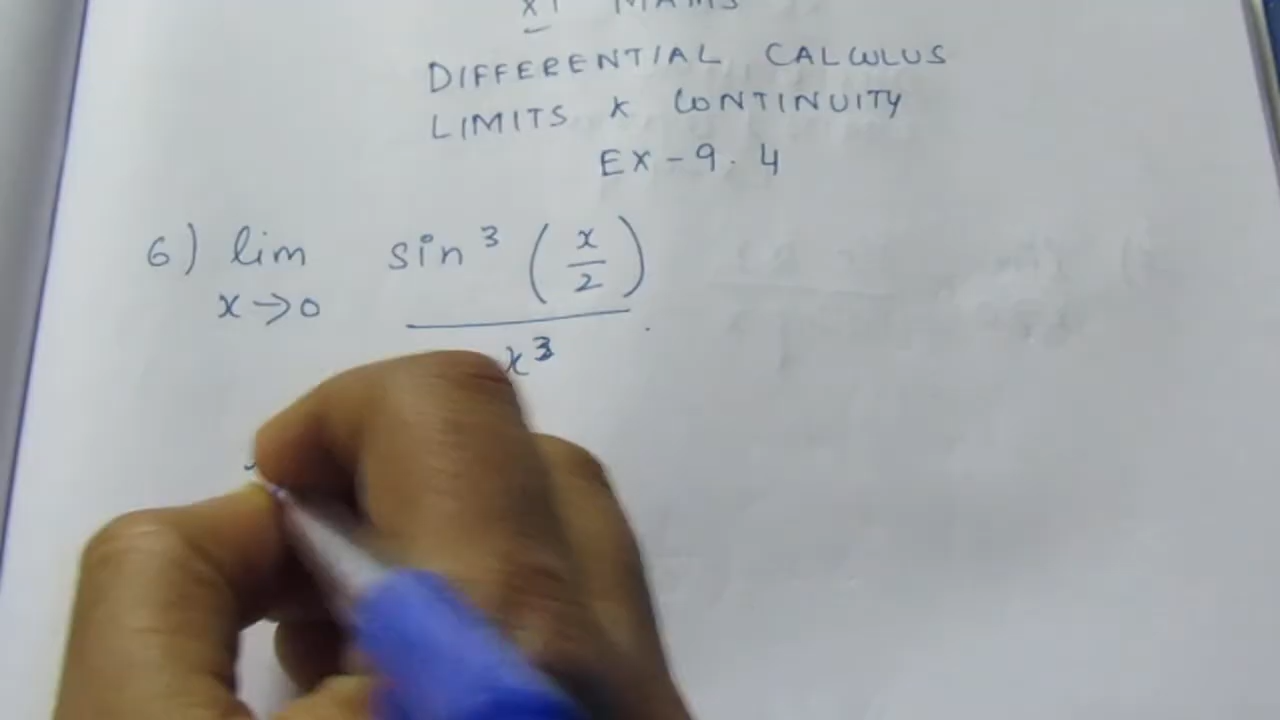 DIFFERENTIAL CALCULUS
LIMITS & CONTINUITY
EX-9.4
6) lim sin³ (x/2)
x→0 x³